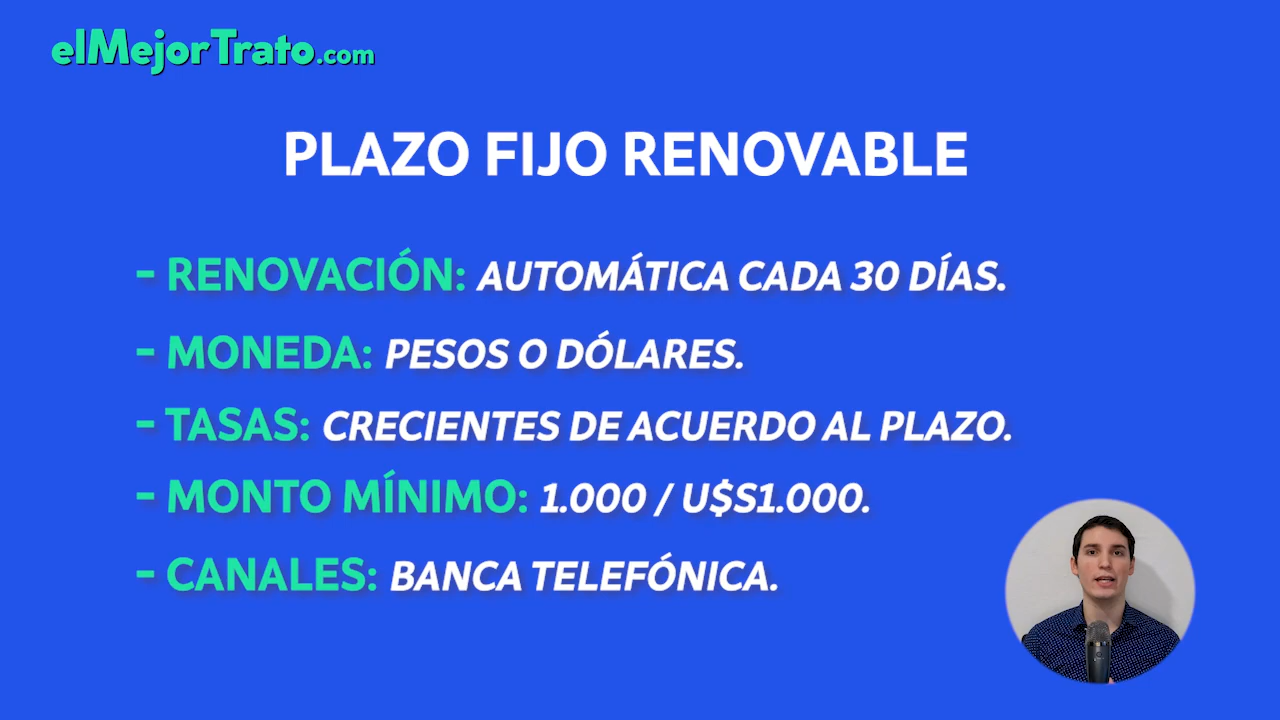 elMejorTrato.com
PLAZO FIJO RENOVABLE
- RENOVACIÓN: AUTOMÁTICA CADA 30 DÍAS.
- MONEDA: PESOS O DÓLARES.
- TASAS: CRECIENTES DE ACUERDO AL PLAZO.
- MONTO MÍNIMO: 1.000 / U$S1.000.
- CANALES: BANCA TELEFÓNICA.